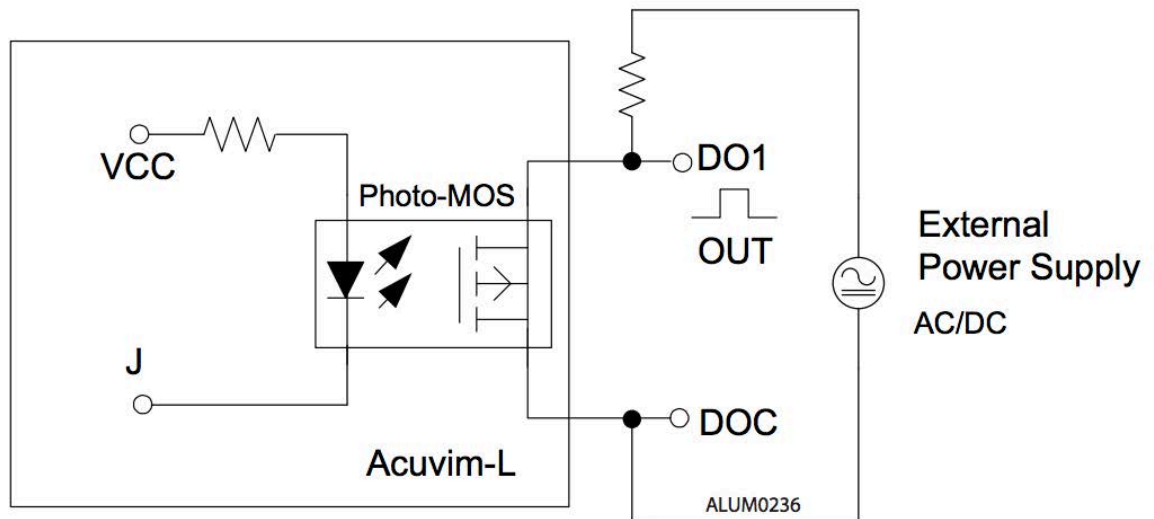 VCC
Photo-MOS
DO1
OUT
External
Power Supply
AC/DC
J
DOC
Acuvim-L
ALUM0236